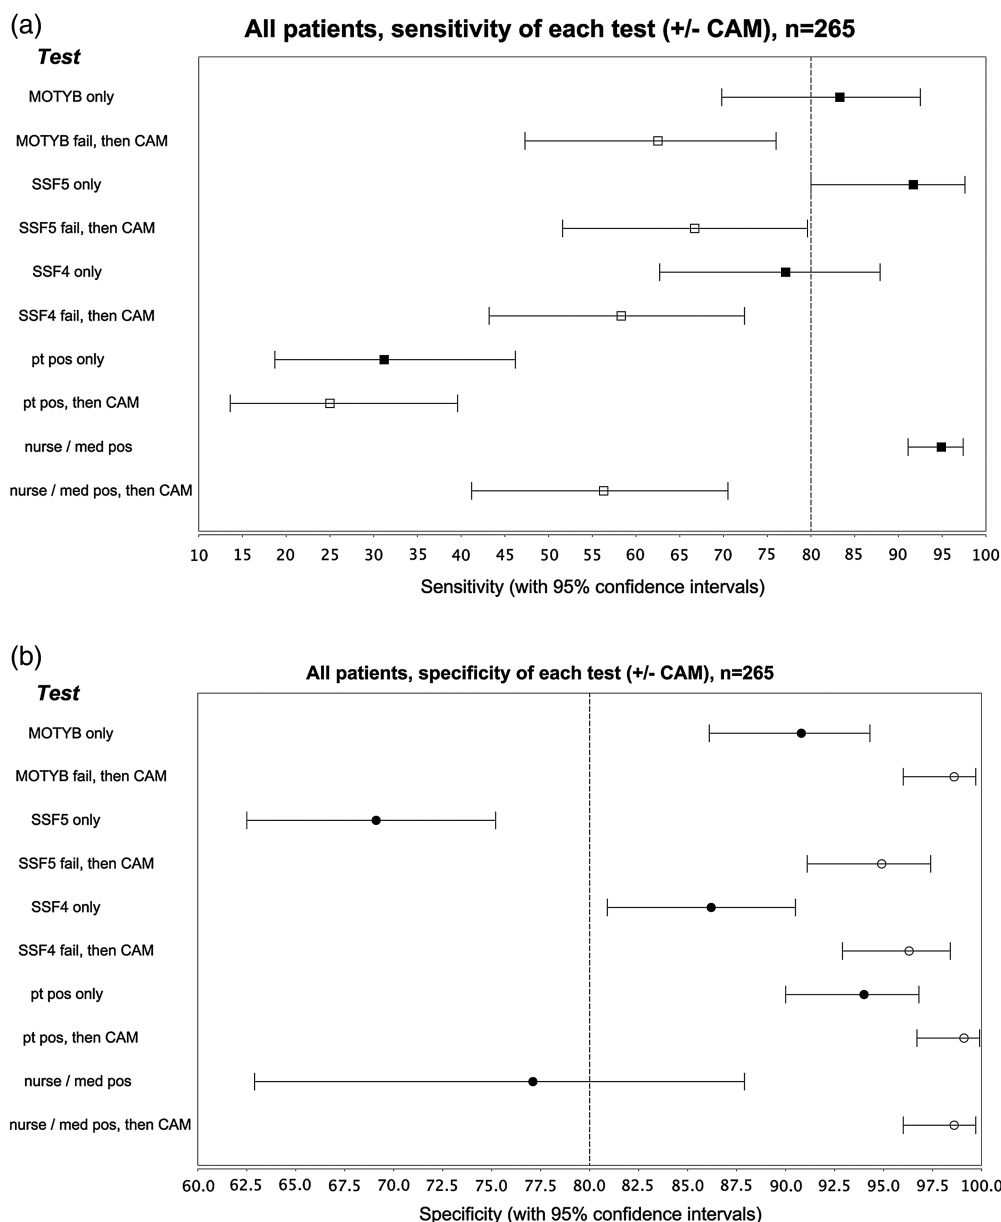 (a)
All patients, sensitivity of each test (+/- CAM), n=265
Test
MOTYB only
MOTYB fail, then CAM
SSF5 only
SSF5 fail, then CAM
SSF4 only
SSF4 fail, then CAM
pt pos only
pt pos, then CAM
nurse / med pos
nurse / med pos, then CAM
10 15 20 25 30 35 40 45 50 55 60 65 70 75 80 85 90 95 100
Sensitivity (with 95% confidence intervals)
(b)
All patients, specificity of each test (+/- CAM), n=265
Test
MOTYB only
MOTYB fail, then CAM
SSF5 only
SSF5 fail, then CAM
SSF4 only
SSF4 fail, then CAM
pt pos only
pt pos, then CAM
nurse / med pos
nurse / med pos, then CAM
60.0 62.5 65.0 67.5 70.0 72.5 75.0 77.5 80.0 82.5 85.0 87.5 90.0 92.5 95.0 97.5 100.0
Specificity (with 95% confidence intervals)